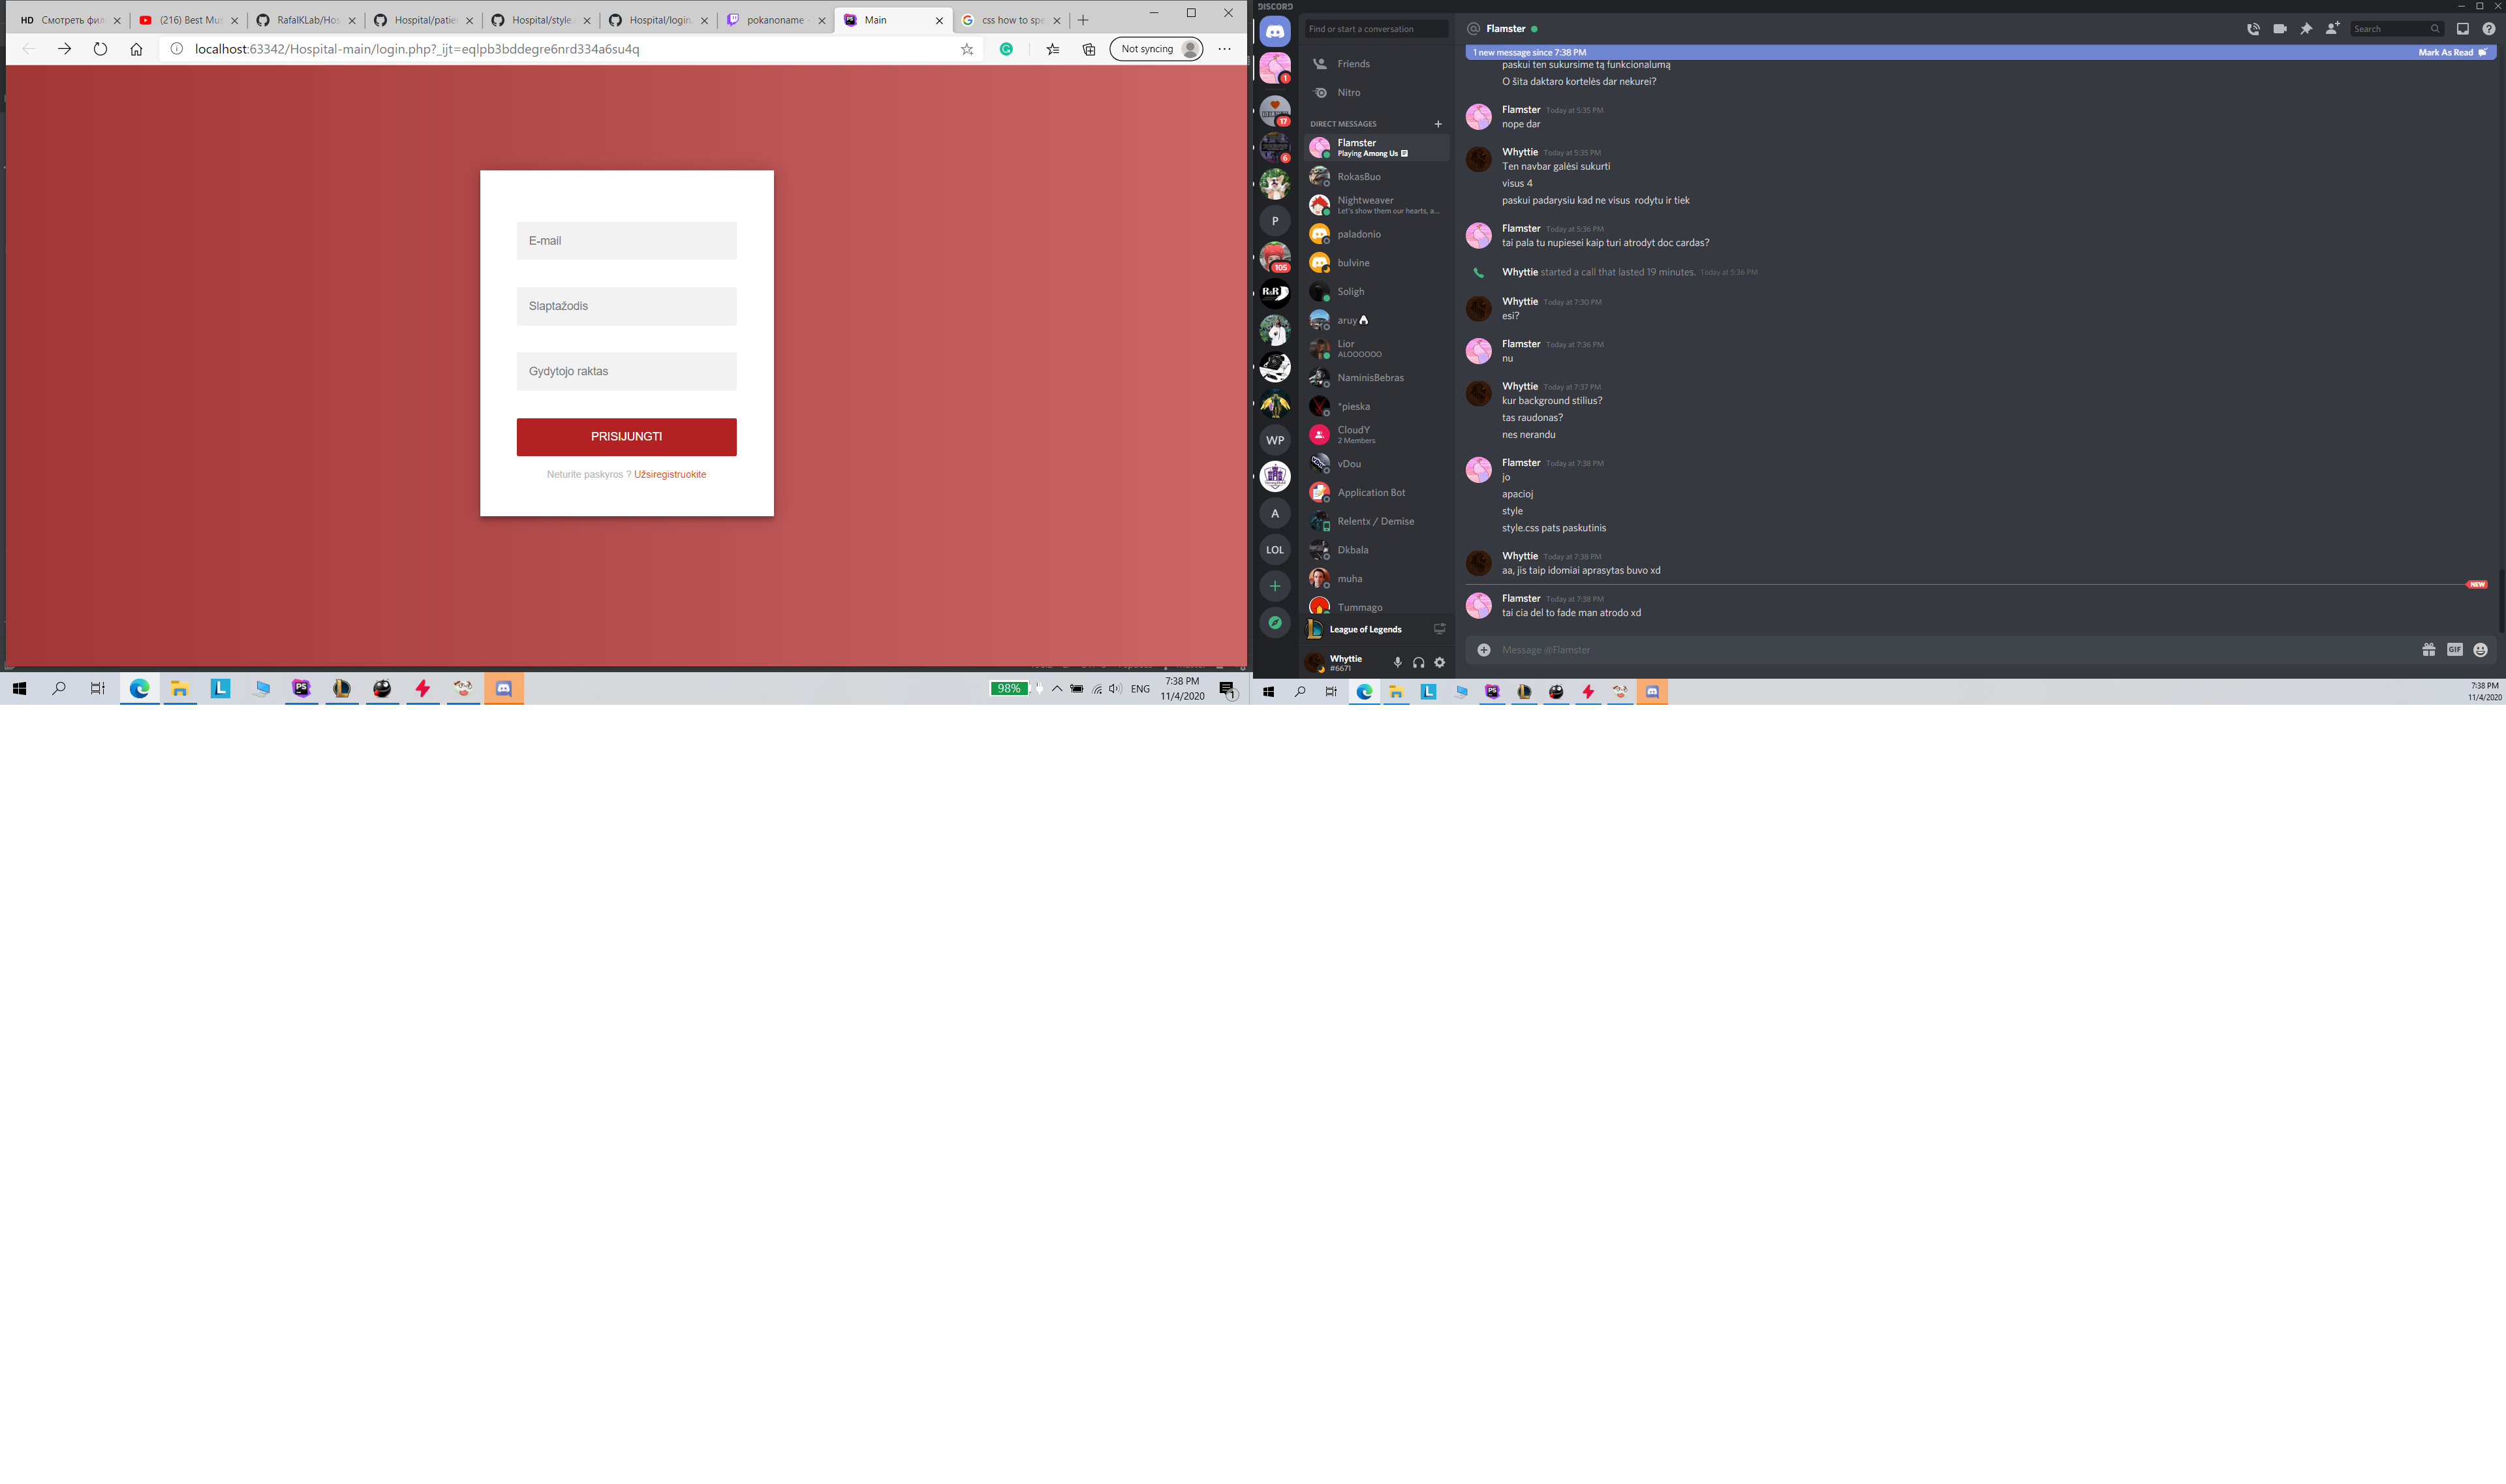 HD Смотреть фил
(216) Best Mus
RafalKLab/Hos
Hospital/patie
Hospital/style.
Hospital/login.
pokanoname -
Main
css how to spe
localhost:63342/Hospital-main/login.php?_ijt=eqlpb3bddegre6nrd334a6su4q
Not syncing
E-mail
Slaptažodis
Gydytojo raktas
PRISIJUNGTI
Neturite paskyros ? Užsiregistruokite
98%
ENG
7:38 PM
11/4/2020
1
DISCORD
Find or start a conversation
Friends
Nitro
DIRECT MESSAGES
Flamster
Playing Among Us
RokasBuo
Nightweaver
Let's show them our hearts, a...
paladonio
bulvine
Soligh
aruy
Lior
ALOOOOOO
NaminisBebras
*pieska
CloudY
2 Members
vDou
Application Bot
Relentx / Demise
Dkbala
muha
Tummago
League of Legends
Whyttie
#6671
1
17
6
P
105
R&R
WP
A
LOL
Flamster
Search
1 new message since 7:38 PM
Mark As Read
paskui ten sukursime tą funkcionalumą
O šita daktaro kortelės dar nekurei?
Flamster Today at 5:35 PM
nope dar
Whyttie Today at 5:35 PM
Ten navbar galėsi sukurti
visus 4
paskui padarysiu kad ne visus rodytu ir tiek
Flamster Today at 5:36 PM
tai pala tu nupiesei kaip turi atrodyt doc cardas?
Whyttie started a call that lasted 19 minutes. Today at 5:36 PM
Whyttie Today at 7:30 PM
esi?
Flamster Today at 7:36 PM
nu
Whyttie Today at 7:37 PM
kur background stilius?
tas raudonas?
nes nerandu
Flamster Today at 7:38 PM
jo
apacioj
style
style.css pats paskutinis
Whyttie Today at 7:38 PM
aa, jis taip idomiai aprasytas buvo xd
NEW
Flamster Today at 7:38 PM
tai cia del to fade man atrodo xd
Message @Flamster
GIF
7:38 PM
11/4/2020